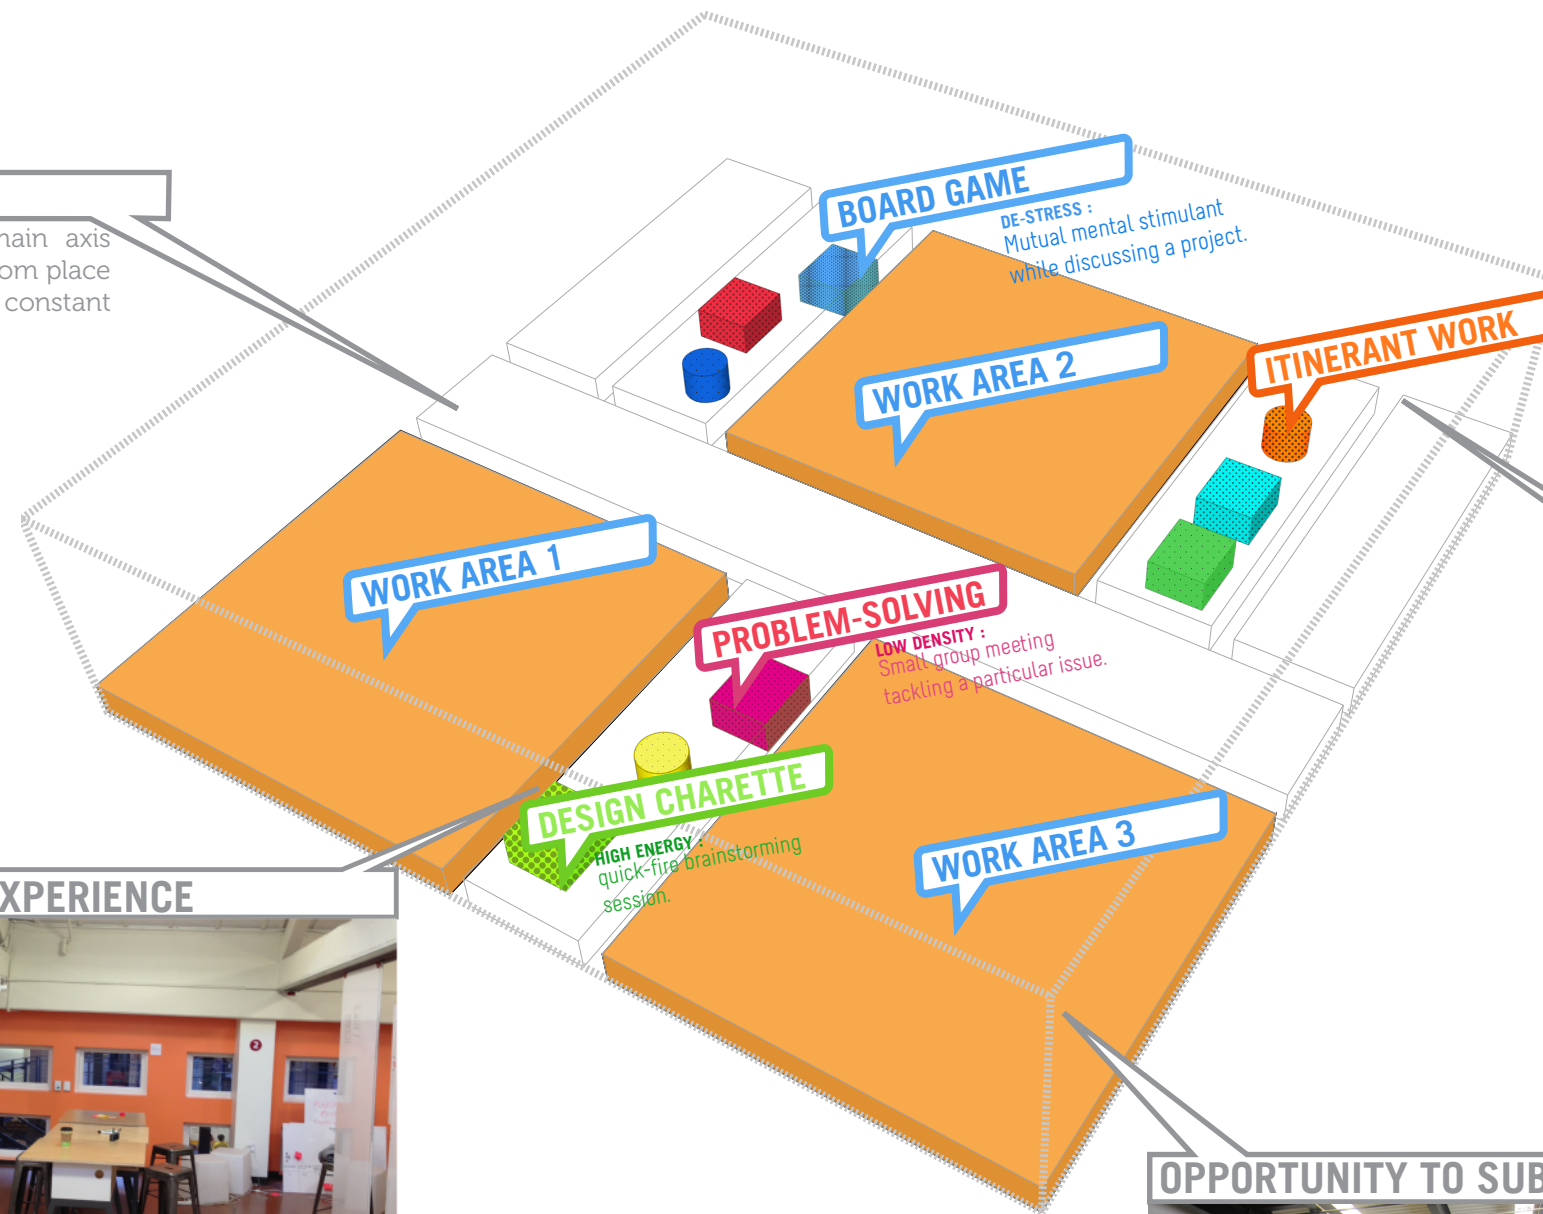 BOARD GAME
DE-STRESS :
Mutual mental stimulant
while discussing a project.
main axis
om place
constant
ITINERANT WORK
WORK AREA 2
WORK AREA 1
PROBLEM-SOLVING
LOW DENSITY :
Small group meeting
tackling a particular issue.
DESIGN CHARETTE
HIGH ENERGY :
quick-fire brainstorming
session.
WORK AREA 3
XPERIENCE
2
OPPORTUNITY TO SUB